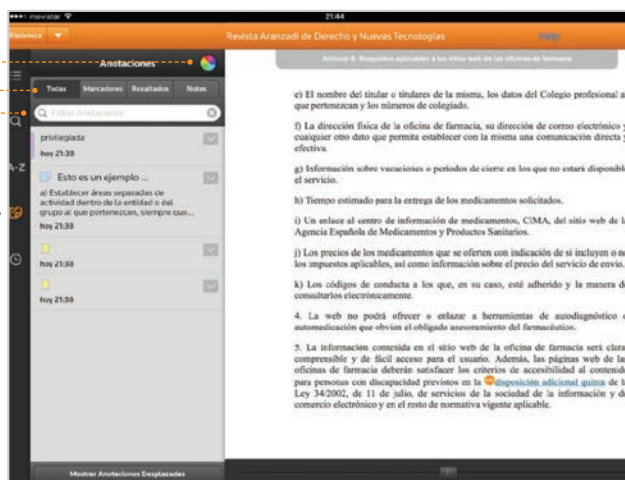 movistar 21:44
Biblioteca Revista Aranzadi de Derecho y Nuevas Tecnologías Help
Anotaciones
Todas Marcadores Resaltados Notas
Filtrar Anotaciones
privilegiada
hoy 21:38
Esto es un ejemplo ...
a) Establecer áreas separadas de
actividad dentro de la entidad o del
grupo al que pertenezcan, siempre que...
hoy 21:38
hoy 21:38
hoy 21:38
A-Z
Mostrar Anotaciones Desplazadas
Artículo 8. Requisitos aplicables a los sitios web de las oficinas de farmacia
e) El nombre del titular o titulares de la misma, los datos del Colegio profesional al
que pertenezcan y los números de colegiado.
f) La dirección física de la oficina de farmacia, su dirección de correo electrónico y
cualquier otro dato que permita establecer con la misma una comunicación directa y
efectiva.
g) Información sobre vacaciones o periodos de cierre en los que no estará disponible
el servicio.
h) Tiempo estimado para la entrega de los medicamentos solicitados.
i) Un enlace al centro de información de medicamentos, CIMA, del sitio web de l
Agencia Española de Medicamentos y Productos Sanitarios.
j) Los precios de los medicamentos que se oferten con indicación de si incluyen o no
los impuestos aplicables, así como información sobre el precio del servicio de envío.
k) Los códigos de conducta a los que, en su caso, esté adherido y la manera de
consultarlos electrónicamente.
4. La web no podrá ofrecer o enlazar a herramientas de autodiagnóstico o
automedicación que obvien el obligado asesoramiento del farmacéutico.
5. La información contenida en el sitio web de la oficina de farmacia será clara,
comprensible y de fácil acceso para el usuario. Además, las páginas web de las
oficinas de farmacia deberán satisfacer los criterios de accesibilidad al contenido
para personas con discapacidad previstos en la disposición adicional quinta de la
Ley 34/2002, de 11 de julio, de servicios de la sociedad de la información y de
comercio electrónico y en el resto de normativa vigente aplicable.